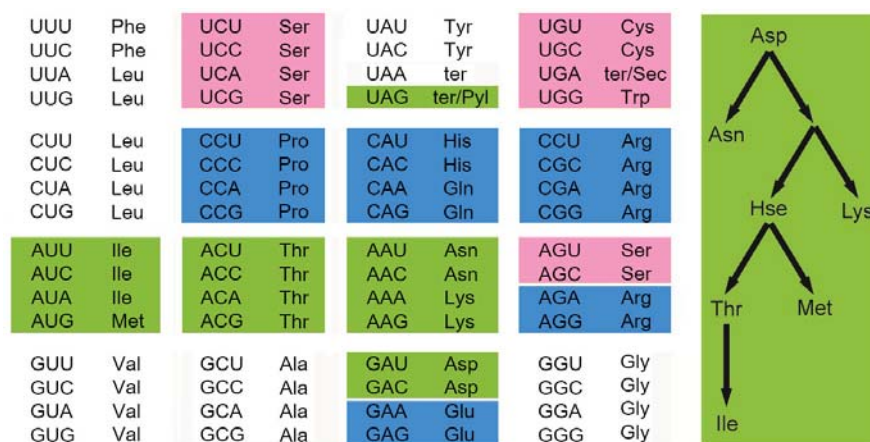 UUU Phe UCU Ser UAU Tyr UGU Cys
UUC Phe UCC Ser UAC Tyr UGC Cys
UUA Leu UCA Ser UAA ter UGA ter/Sec
UUG Leu UCG Ser UAG ter/Pyl UGG Trp
CUU Leu CCU Pro CAU His CCU Arg
CUC Leu CCC Pro CAC His CGC Arg
CUA Leu CCA Pro CAA Gln CGA Arg
CUG Leu CCG Pro CAG Gln CGG Arg
AUU Ile ACU Thr AAU Asn AGU Ser
AUC Ile ACC Thr AAC Asn AGC Ser
AUA Ile ACA Thr AAA Lys AGA Arg
AUG Met ACG Thr AAG Lys AGG Arg
GUU Val GCU Ala GAU Asp GGU Gly
GUC Val GCC Ala GAC Asp GGC Gly
GUA Val GCA Ala GAA Glu GGA Gly
GUG Val GCG Ala GAG Glu GGG Gly
Asp
Asn
Hse Lys
Thr Met
Ile